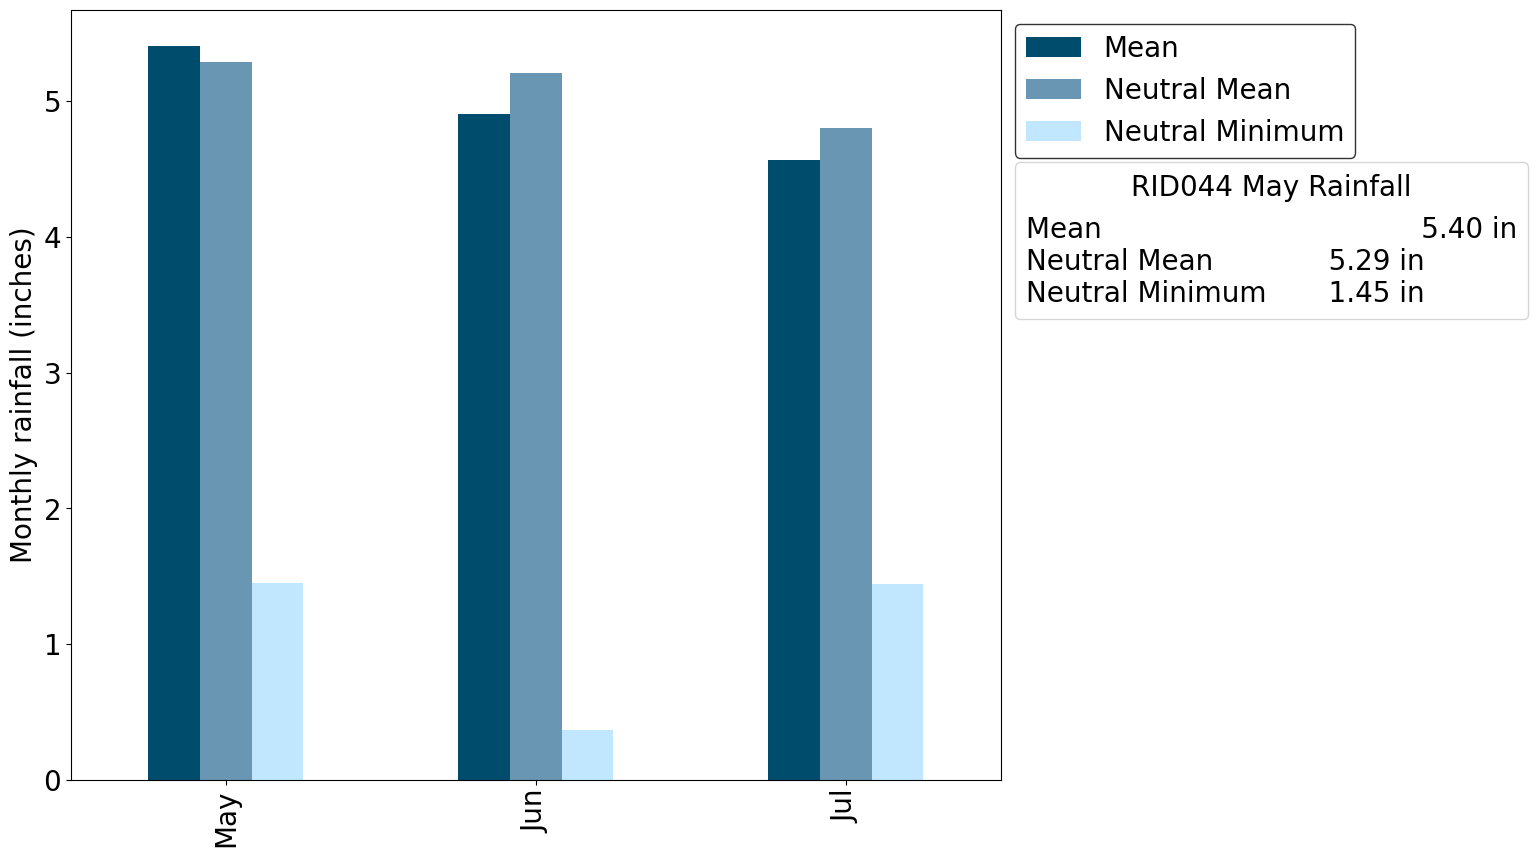 Monthly rainfall (inches)
5
4
3
2
1
0
May
Jun
Jul
Mean
Neutral Mean
Neutral Minimum
RID044 May Rainfall
Mean 5.40 in
Neutral Mean 5.29 in
Neutral Minimum 1.45 in